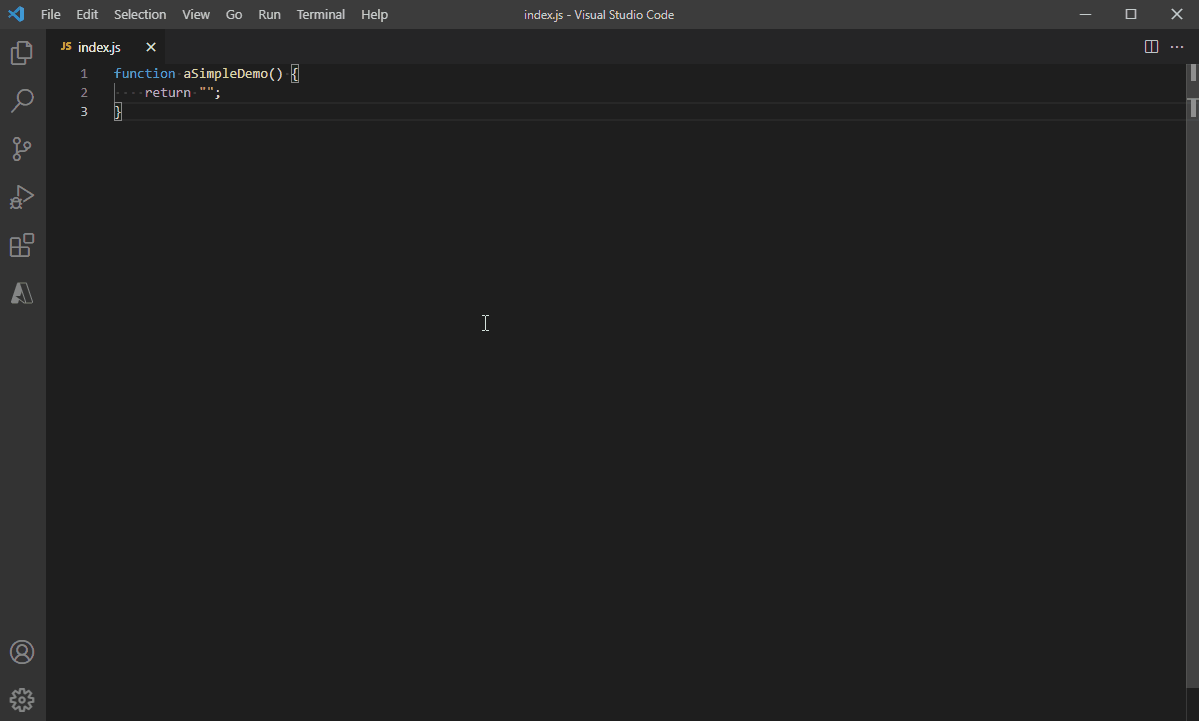 File Edit Selection View Go Run Terminal Help index.js - Visual Studio Code
JS index.js
1 function aSimpleDemo() {
2 return "";
3 }